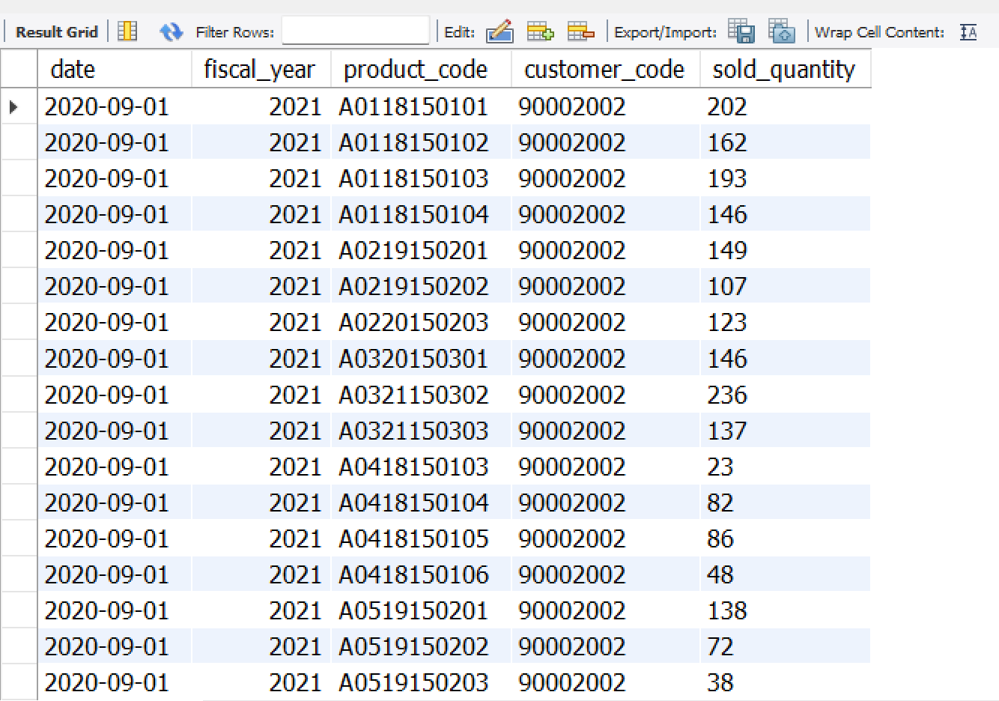 Result Grid Filter Rows: Edit: Export/Import: Wrap Cell Content:
date fiscal_year product_code customer_code sold_quantity
2020-09-01 2021 A0118150101 90002002 202
2020-09-01 2021 A0118150102 90002002 162
2020-09-01 2021 A0118150103 90002002 193
2020-09-01 2021 A0118150104 90002002 146
2020-09-01 2021 A0219150201 90002002 149
2020-09-01 2021 A0219150202 90002002 107
2020-09-01 2021 A0220150203 90002002 123
2020-09-01 2021 A0320150301 90002002 146
2020-09-01 2021 A0321150302 90002002 236
2020-09-01 2021 A0321150303 90002002 137
2020-09-01 2021 A0418150103 90002002 23
2020-09-01 2021 A0418150104 90002002 82
2020-09-01 2021 A0418150105 90002002 86
2020-09-01 2021 A0418150106 90002002 48
2020-09-01 2021 A0519150201 90002002 138
2020-09-01 2021 A0519150202 90002002 72
2020-09-01 2021 A0519150203 90002002 38